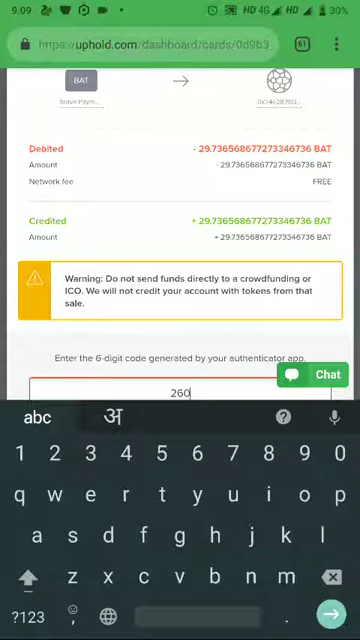 9:09 HD 4G HD 30%
https://uphold.com/dashboard/cards/0d9b3 61
BAT
Brave Paym...
Debited - 29.736568677273346736 BAT
Amount - 29.736568677273346736 BAT
Network fee FREE
Credited + 29.736568677273346736 BAT
Amount + 29.736568677273346736 BAT
Warning: Do not send funds directly to a crowdfunding or
ICO. We will not credit your account with tokens from that
sale.
Enter the 6-digit code generated by your authenticator app.
Chat
260
abc अ ?
1 2 3 4 5 6 7 8 9 0
q w e r t y u i o p
a s d f g h j k l
z x c v b n m
?123 , .